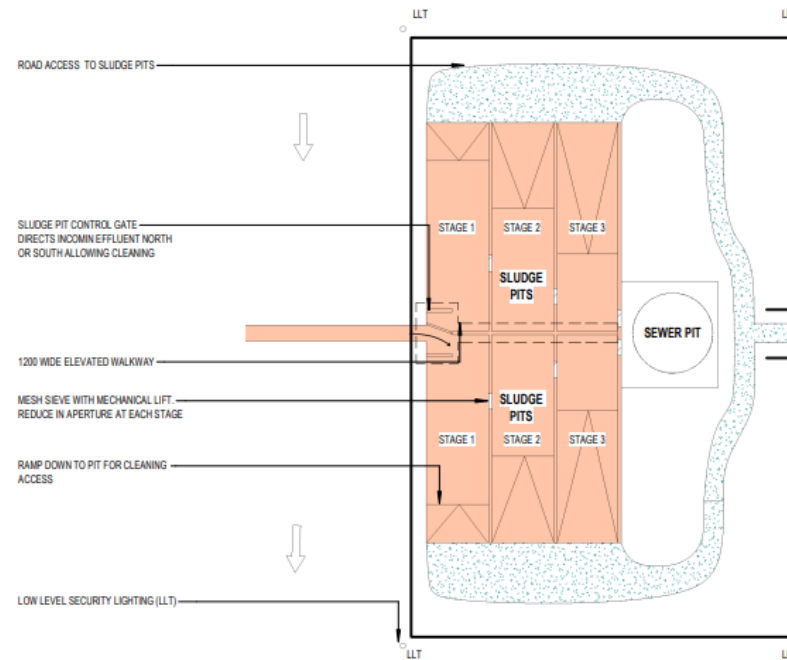 LLT
LL
ROAD ACCESS TO SLUDGE PITS
SLUDGE PIT CONTROL GATE
DIRECTS INCOMIN EFFLUENT NORTH
OR SOUTH ALLOWING CLEANING
STAGE 1
STAGE 2
STAGE 3
SLUDGE
PITS
SEWER PIT
1200 WIDE ELEVATED WALKWAY
MESH SIEVE WITH MECHANICAL LIFT.
REDUCE IN APERTURE AT EACH STAGE
SLUDGE
PITS
STAGE 1
STAGE 2
STAGE 3
RAMP DOWN TO PIT FOR CLEANING
ACCESS
LOW LEVEL SECURITY LIGHTING (LLT)
LLT
LL